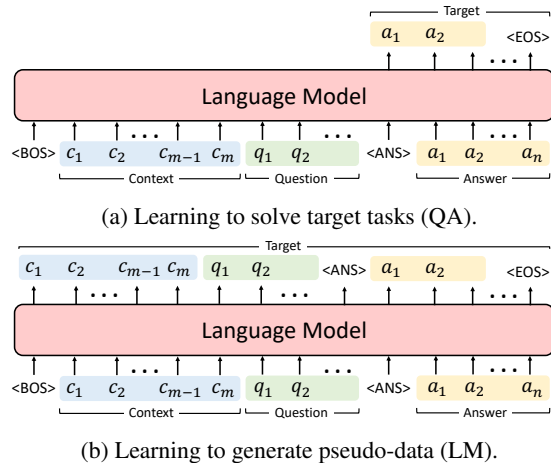 Target
a1 a2 <EOS>
...
Language Model
...
<BOS> c1 c2 cm−1 cm q1 q2 ... <ANS> a1 a2 ... an
Context Question Answer
(a) Learning to solve target tasks (QA).
Target
c1 c2 cm−1 cm q1 q2 <ANS> a1 a2 <EOS>
... ... ...
Language Model
... ... ...
<BOS> c1 c2 cm−1 cm q1 q2 <ANS> a1 a2 an
Context Question Answer
(b) Learning to generate pseudo-data (LM).